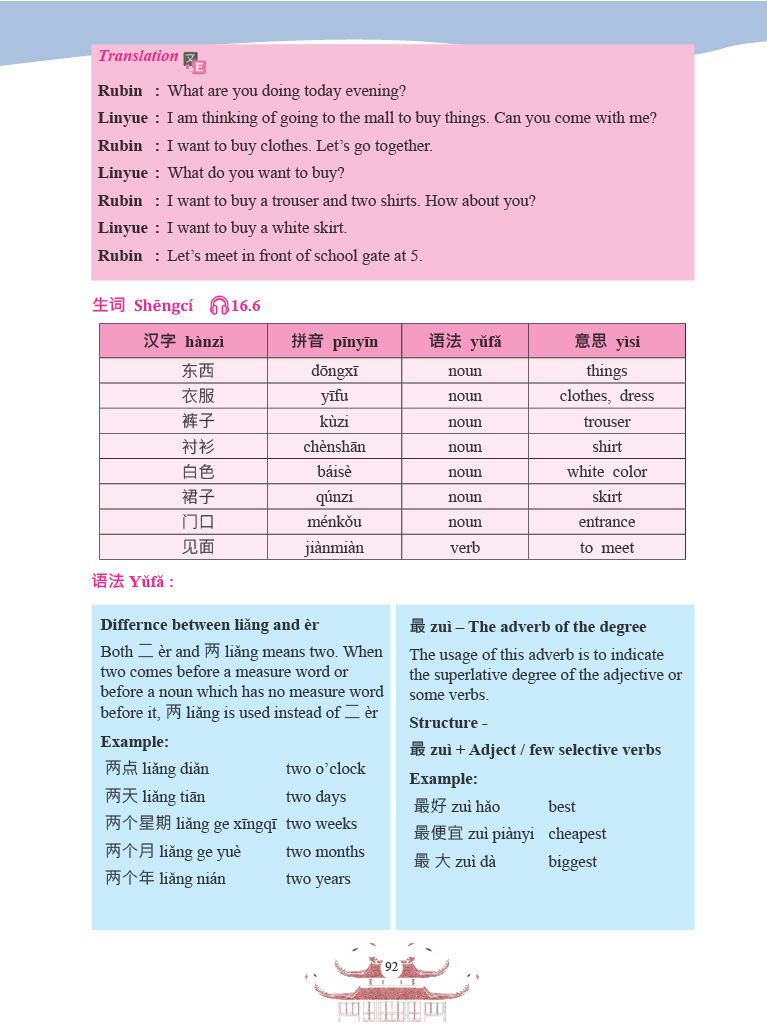 Translation 文 E
Rubin : What are you doing today evening?
Linyue : I am thinking of going to the mall to buy things. Can you come with me?
Rubin : I want to buy clothes. Let's go together.
Linyue : What do you want to buy?
Rubin : I want to buy a trouser and two shirts. How about you?
Linyue : I want to buy a white skirt.
Rubin : Let's meet in front of school gate at 5.
生词 Shēngcí 16.6
汉字 hànzì 拼音 pīnyīn 语法 yǔfǎ 意思 yìsi
东西 dōngxī noun things
衣服 yīfu noun clothes, dress
裤子 kùzi noun trouser
衬衫 chènshān noun shirt
白色 báisè noun white color
裙子 qúnzi noun skirt
门口 ménkǒu noun entrance
见面 jiànmiàn verb to meet
语法 Yǔfǎ :
Differnce between liǎng and èr
Both 二 èr and 两 liǎng means two. When
two comes before a measure word or
before a noun which has no measure word
before it, 两 liǎng is used instead of 二 èr
Example:
两点 liǎng diǎn two o'clock
两天 liǎng tiān two days
两个星期 liǎng ge xīngqī two weeks
两个月 liǎng ge yuè two months
两个年 liǎng nián two years
最 zuì – The adverb of the degree
The usage of this adverb is to indicate
the superlative degree of the adjective or
some verbs.
Structure -
最 zuì + Adject / few selective verbs
Example:
最好 zuì hǎo best
最便宜 zuì piànyi cheapest
最 大 zuì dà biggest
92